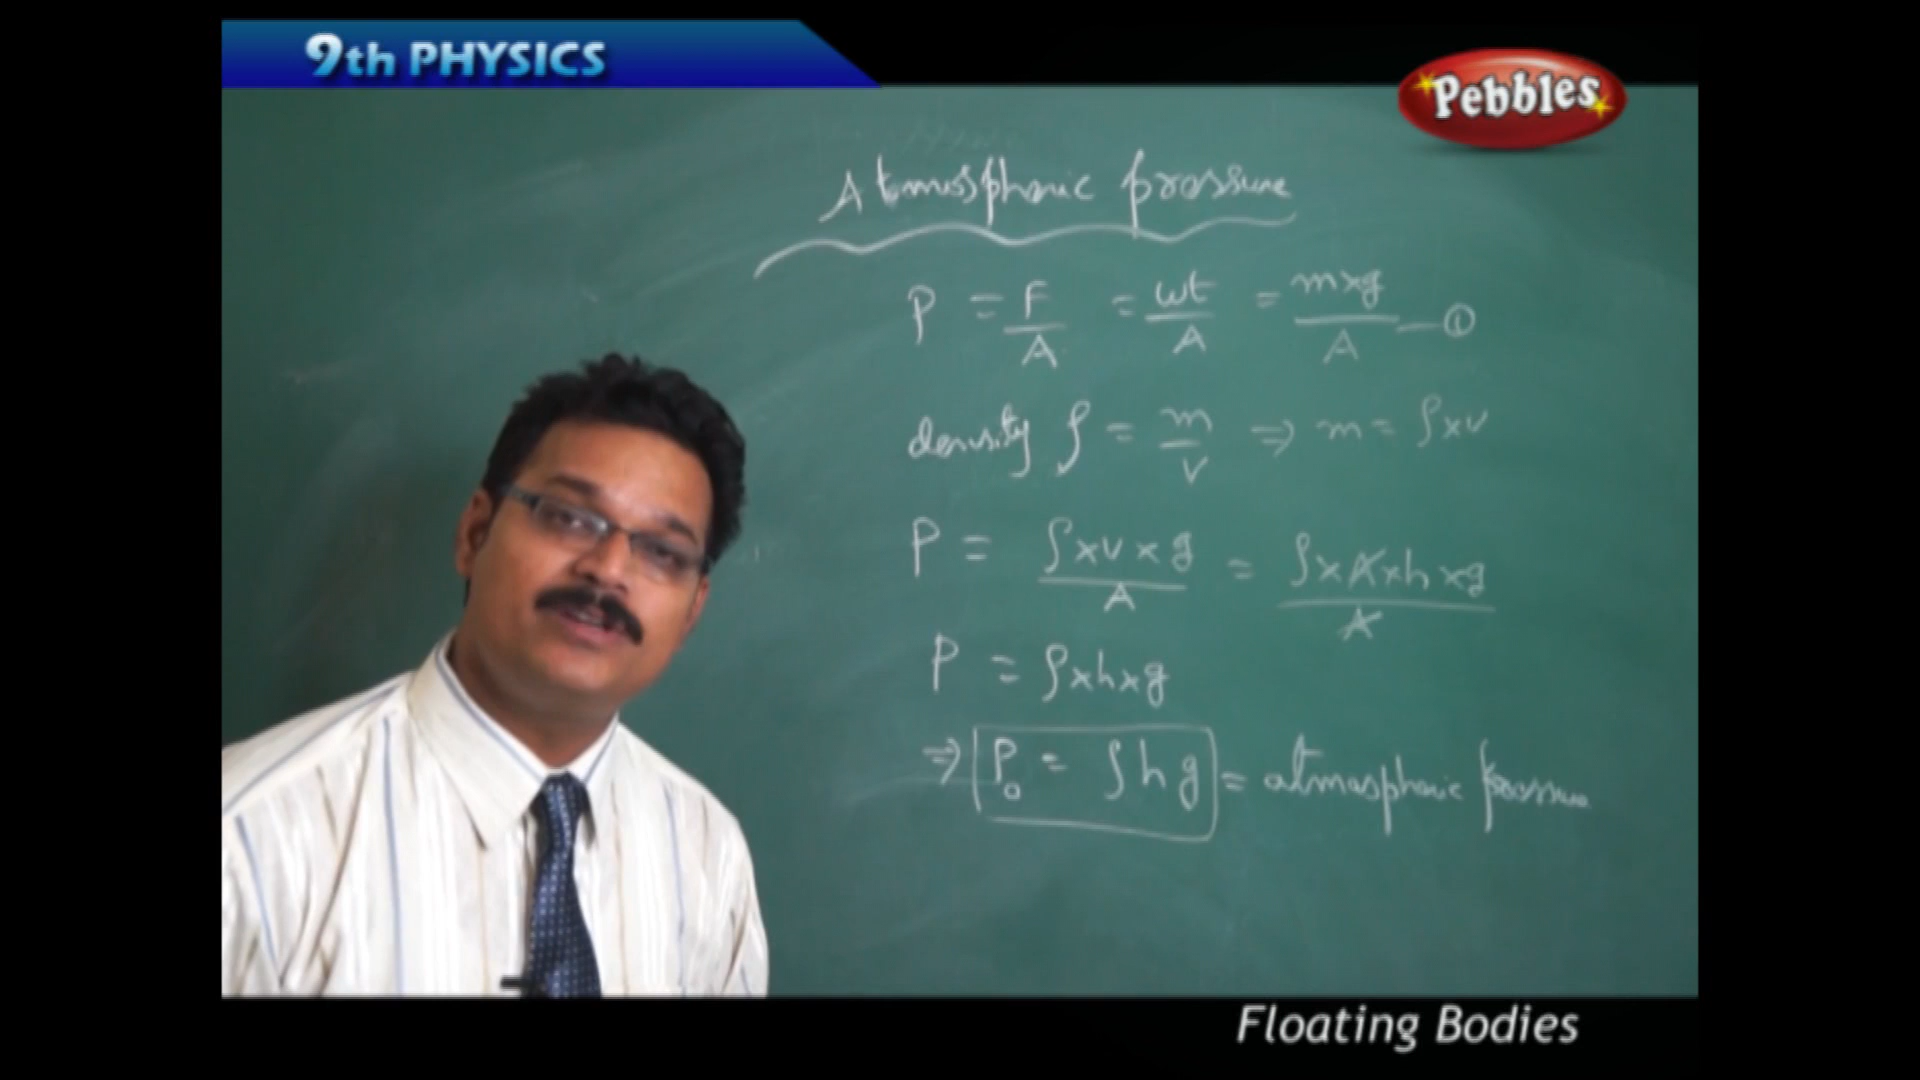 9th PHYSICS
Pebbles
Atmospheric pressure
P = F/A = wt/A = m×g/A — ①
density ρ = m/V ⇒ m = ρ×v
P = ρ×v×g/A = ρ×A×h×g/A
P = ρ×h×g
⇒ P₀ = ρhg = atmospheric pressure
Floating Bodies